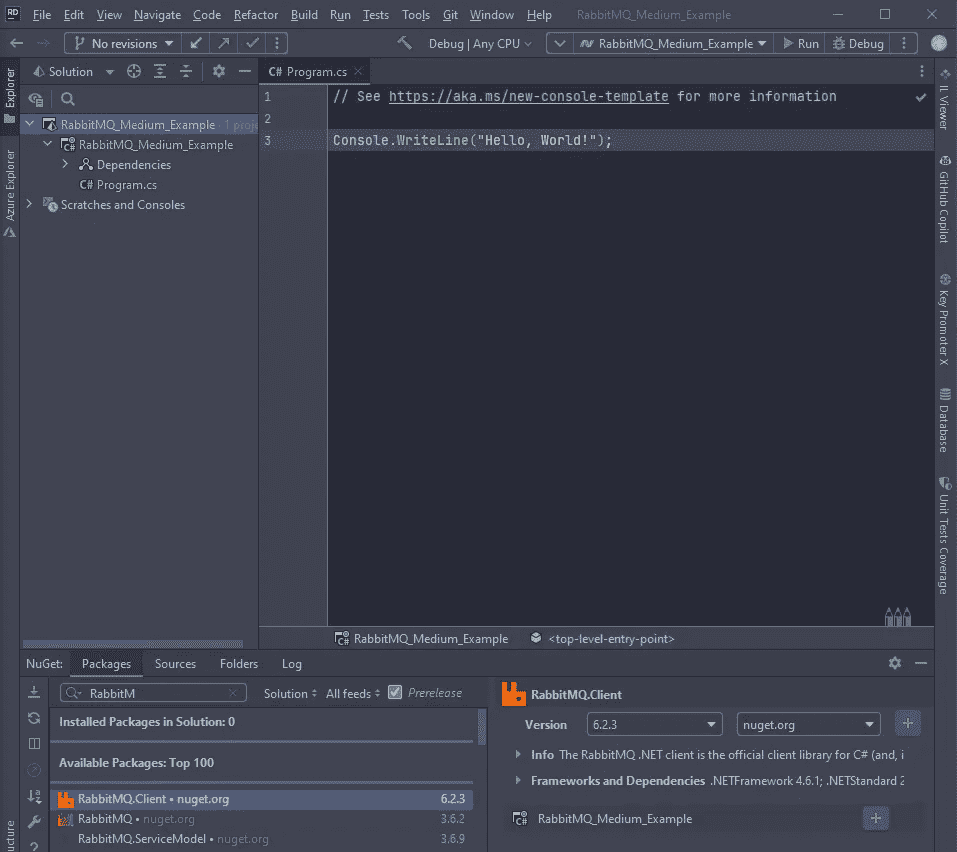 RD File Edit View Navigate Code Refactor Build Run Tests Tools Git Window Help RabbitMQ_Medium_Example
No revisions Debug | Any CPU RabbitMQ_Medium_Example Run Debug
Explorer
Azure Explorer
Solution
RabbitMQ_Medium_Example · 1 proje
RabbitMQ_Medium_Example
Dependencies
C# Program.cs
Scratches and Consoles
C# Program.cs
1 // See https://aka.ms/new-console-template for more information
2
3 Console.WriteLine("Hello, World!");
IL Viewer
GitHub Copilot
Key Promoter X
Database
Unit Tests Coverage
RabbitMQ_Medium_Example <top-level-entry-point>
NuGet: Packages Sources Folders Log
RabbitM Solution All feeds Prerelease
Installed Packages in Solution: 0
Available Packages: Top 100
RabbitMQ.Client • nuget.org 6.2.3
RabbitMQ • nuget.org 3.6.2
RabbitMQ.ServiceModel • nuget.org 3.6.9
RabbitMQ.Client
Version 6.2.3 nuget.org
Info The RabbitMQ .NET client is the official client library for C# (and, i
Frameworks and Dependencies .NETFramework 4.6.1; .NETStandard 2
RabbitMQ_Medium_Example
ucture